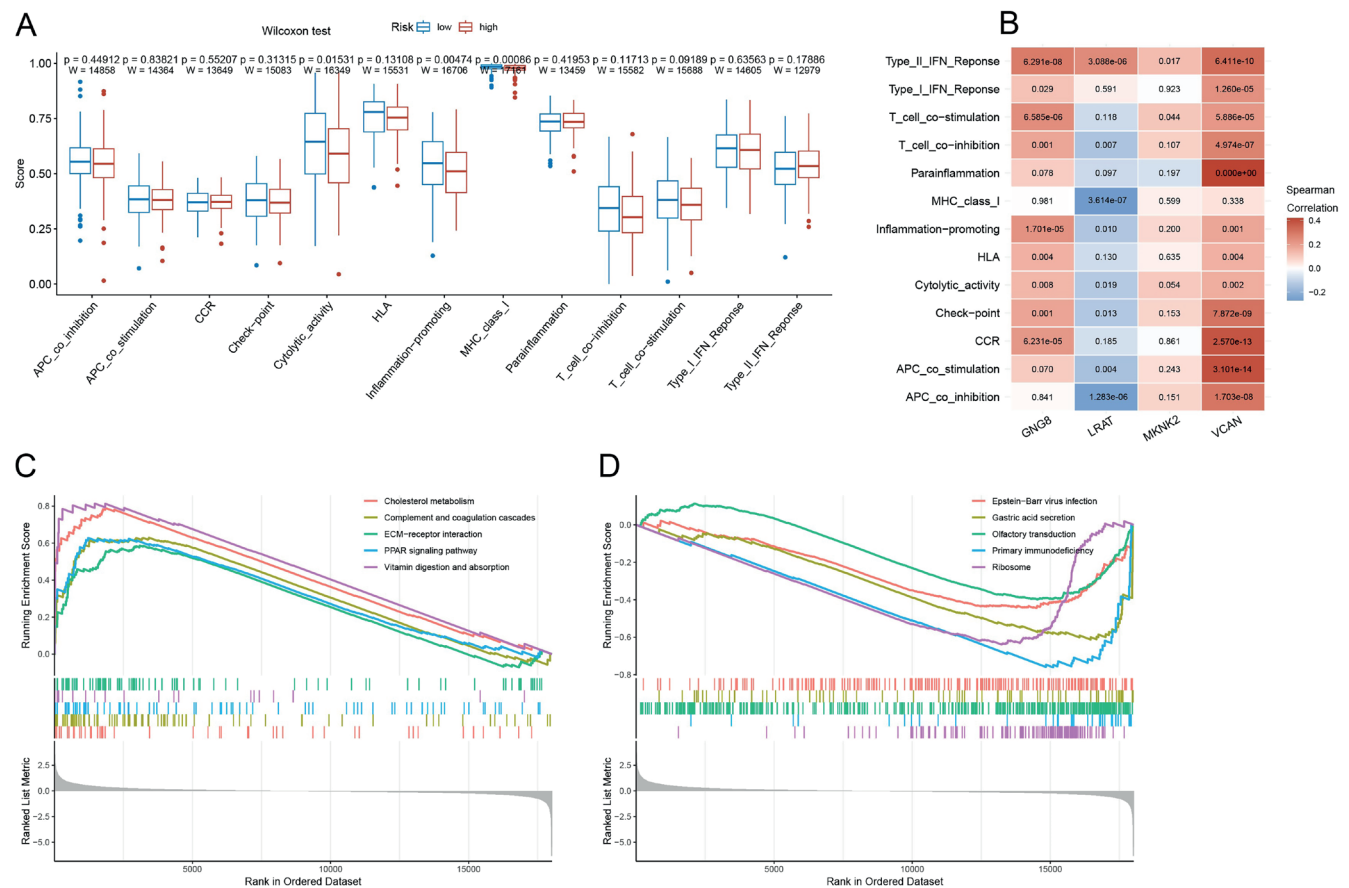 A
Wilcoxon test
Risk low high
p = 0.44912 p = 0.83821 p = 0.55207 p = 0.31315 p = 0.01531 p = 0.13108 p = 0.00474 p = 0.00086 p = 0.41953 p = 0.11713 p = 0.09189 p = 0.63563 p = 0.17886
W = 14858 W = 14364 W = 13649 W = 15083 W = 16349 W = 15531 W = 16706 W = 17161 W = 13459 W = 15582 W = 15688 W = 14605 W = 12979
1.00
0.75
0.50
0.25
0.00
Score
APC_co_inhibition
APC_co_stimulation
CCR
Check-point
Cytolytic_activity
HLA
Inflammation-promoting
MHC_class_I
Parainflammation
T_cell_co-inhibition
T_cell_co-stimulation
Type_I_IFN_Reponse
Type_II_IFN_Reponse
B
Type_II_IFN_Reponse 6.291e-08 3.088e-06 0.017 6.411e-10
Type_I_IFN_Reponse 0.029 0.591 0.923 1.260e-05
T_cell_co-stimulation 6.585e-06 0.118 0.044 5.886e-05
T_cell_co-inhibition 0.001 0.007 0.107 4.974e-07
Parainflammation 0.078 0.097 0.197 0.000e+00
MHC_class_I 0.981 3.614e-07 0.599 0.338
Inflammation-promoting 1.701e-05 0.010 0.200 0.001
HLA 0.004 0.130 0.635 0.004
Cytolytic_activity 0.008 0.019 0.054 0.002
Check-point 0.001 0.013 0.153 7.872e-09
CCR 6.231e-05 0.185 0.861 2.570e-13
APC_co_stimulation 0.070 0.004 0.243 3.101e-14
APC_co_inhibition 0.841 1.283e-06 0.151 1.703e-08
GNG8 LRAT MKNK2 VCAN
Spearman
Correlation
0.4
0.2
0.0
−0.2
C
Cholesterol metabolism
Complement and coagulation cascades
ECM−receptor interaction
PPAR signaling pathway
Vitamin digestion and absorption
0.8
0.6
0.4
0.2
0.0
Running Enrichment Score
2.5
0.0
−2.5
−5.0
Ranked List Metric
5000 10000 15000
Rank in Ordered Dataset
D
Epstein−Barr virus infection
Gastric acid secretion
Olfactory transduction
Primary immunodeficiency
Ribosome
0.0
−0.2
−0.4
−0.6
−0.8
Running Enrichment Score
2.5
0.0
−2.5
−5.0
Ranked List Metric
5000 10000 15000
Rank in Ordered Dataset